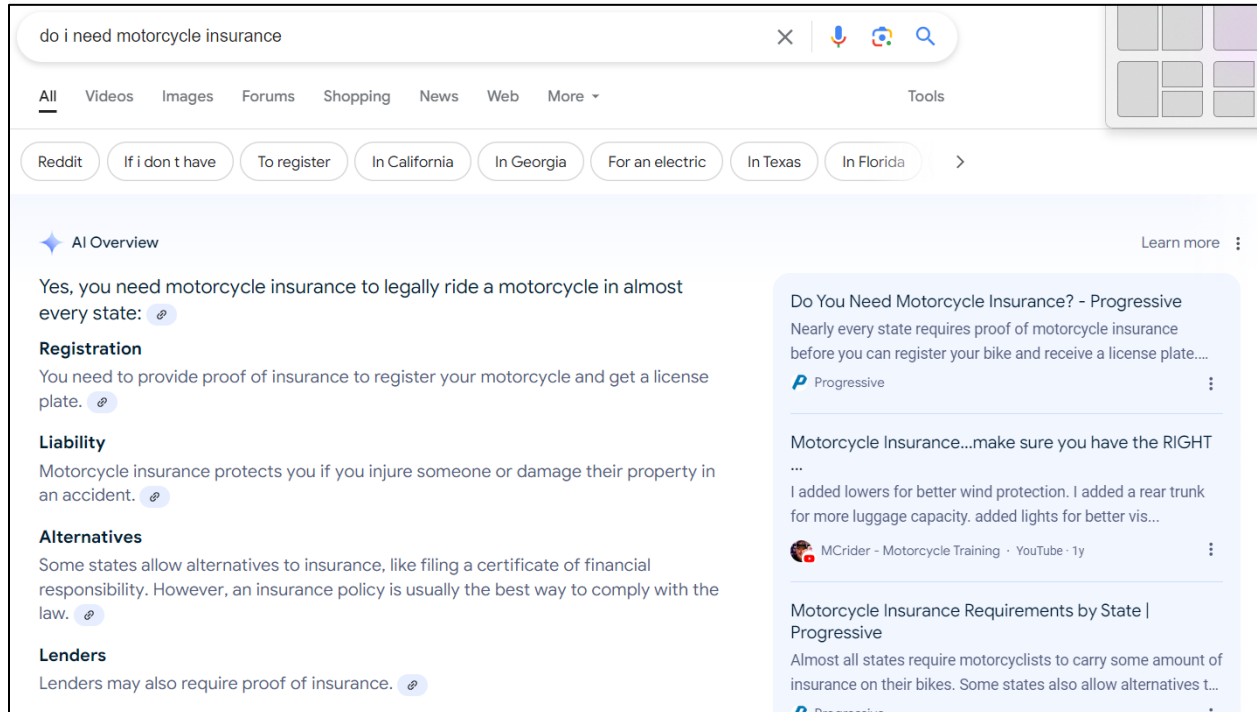 do i need motorcycle insurance
All Videos Images Forums Shopping News Web More Tools
Reddit If i don t have To register In California In Georgia For an electric In Texas In Florida
AI Overview
Learn more
Yes, you need motorcycle insurance to legally ride a motorcycle in almost
every state:
Registration
You need to provide proof of insurance to register your motorcycle and get a license
plate.
Liability
Motorcycle insurance protects you if you injure someone or damage their property in
an accident.
Alternatives
Some states allow alternatives to insurance, like filing a certificate of financial
responsibility. However, an insurance policy is usually the best way to comply with the
law.
Lenders
Lenders may also require proof of insurance.
Do You Need Motorcycle Insurance? - Progressive
Nearly every state requires proof of motorcycle insurance
before you can register your bike and receive a license plate....
Progressive
Motorcycle Insurance...make sure you have the RIGHT
...
I added lowers for better wind protection. I added a rear trunk
for more luggage capacity. added lights for better vis...
MCrider - Motorcycle Training · YouTube · 1y
Motorcycle Insurance Requirements by State |
Progressive
Almost all states require motorcyclists to carry some amount of
insurance on their bikes. Some states also allow alternatives t...
Progressive